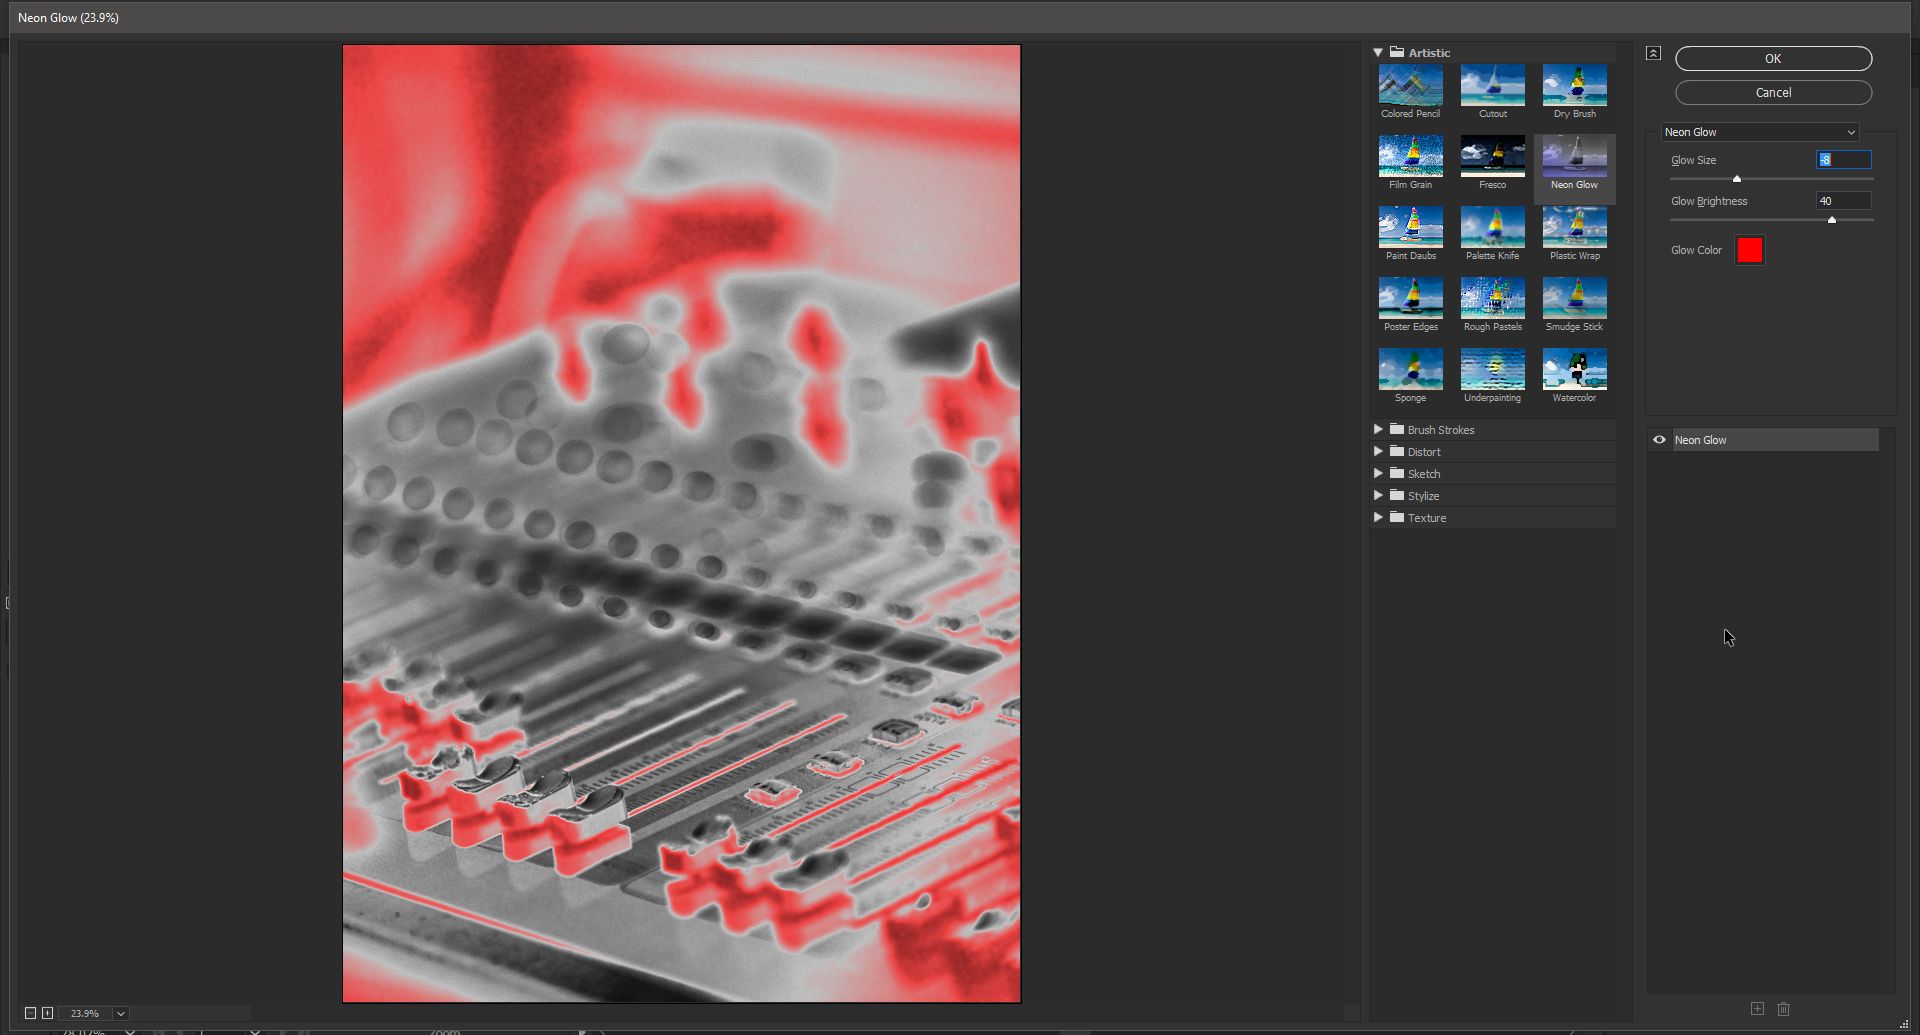 Neon Glow (23.9%)
Artistic
Colored Pencil
Cutout
Dry Brush
Film Grain
Fresco
Neon Glow
Paint Daubs
Palette Knife
Plastic Wrap
Poster Edges
Rough Pastels
Smudge Stick
Sponge
Underpainting
Watercolor
Brush Strokes
Distort
Sketch
Stylize
Texture
OK
Cancel
Neon Glow
Glow Size -8
Glow Brightness 40
Glow Color
Neon Glow
23.9%
Zoom